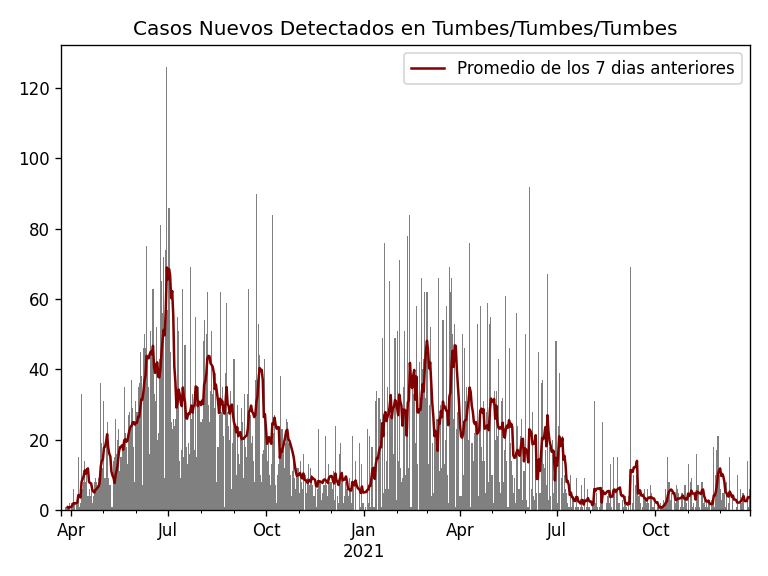 Casos Nuevos Detectados en Tumbes/Tumbes/Tumbes
Promedio de los 7 dias anteriores
120
100
80
60
40
20
0
Apr Jul Oct Jan Apr Jul Oct
2021